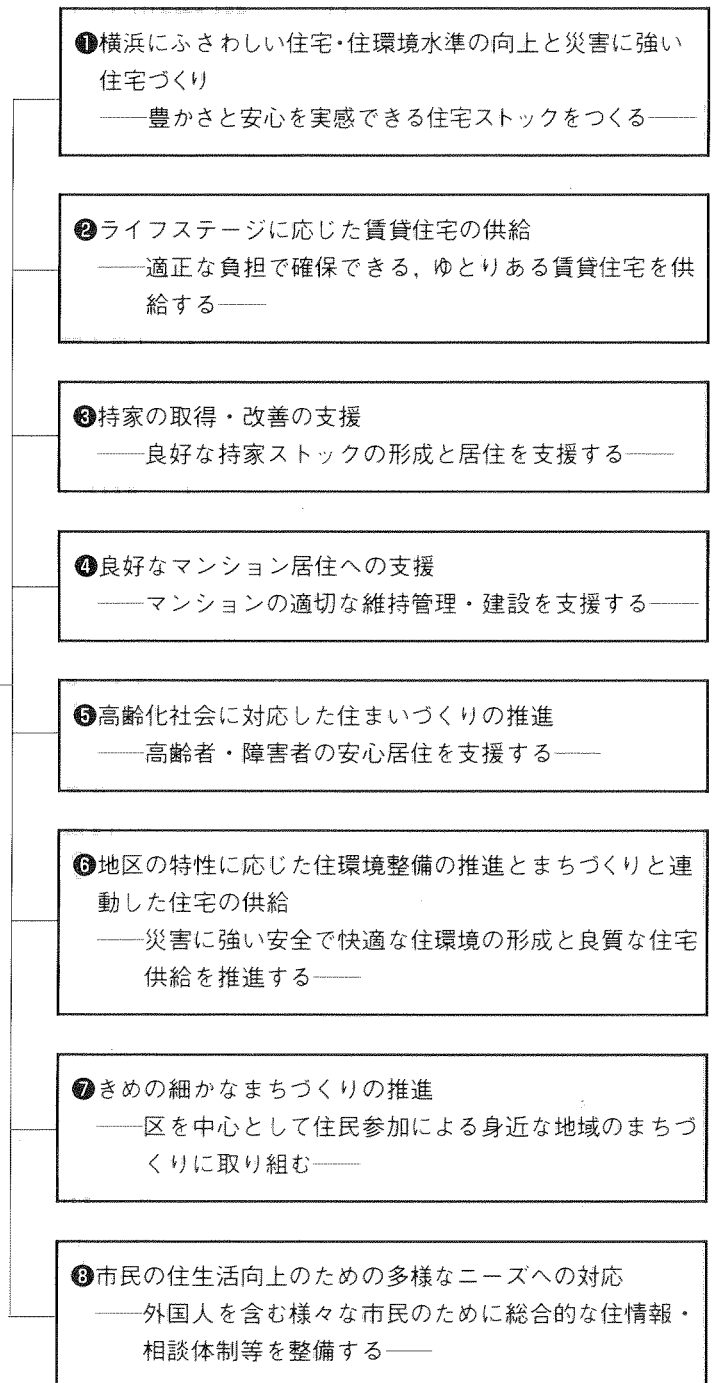 ❶横浜にふさわしい住宅・住環境水準の向上と災害に強い
住宅づくり
――豊かさと安心を実感できる住宅ストックをつくる――
❷ライフステージに応じた賃貸住宅の供給
――適正な負担で確保できる，ゆとりある賃貸住宅を供
給する――
❸持家の取得・改善の支援
――良好な持家ストックの形成と居住を支援する――
❹良好なマンション居住への支援
――マンションの適切な維持管理・建設を支援する――
❺高齢化社会に対応した住まいづくりの推進
――高齢者・障害者の安心居住を支援する――
❻地区の特性に応じた住環境整備の推進とまちづくりと連
動した住宅の供給
――災害に強い安全で快適な住環境の形成と良質な住宅
供給を推進する――
❼きめの細かなまちづくりの推進
――区を中心として住民参加による身近な地域のまちづ
くりに取り組む――
❽市民の住生活向上のための多様なニーズへの対応
――外国人を含む様々な市民のために総合的な住情報・
相談体制等を整備する――